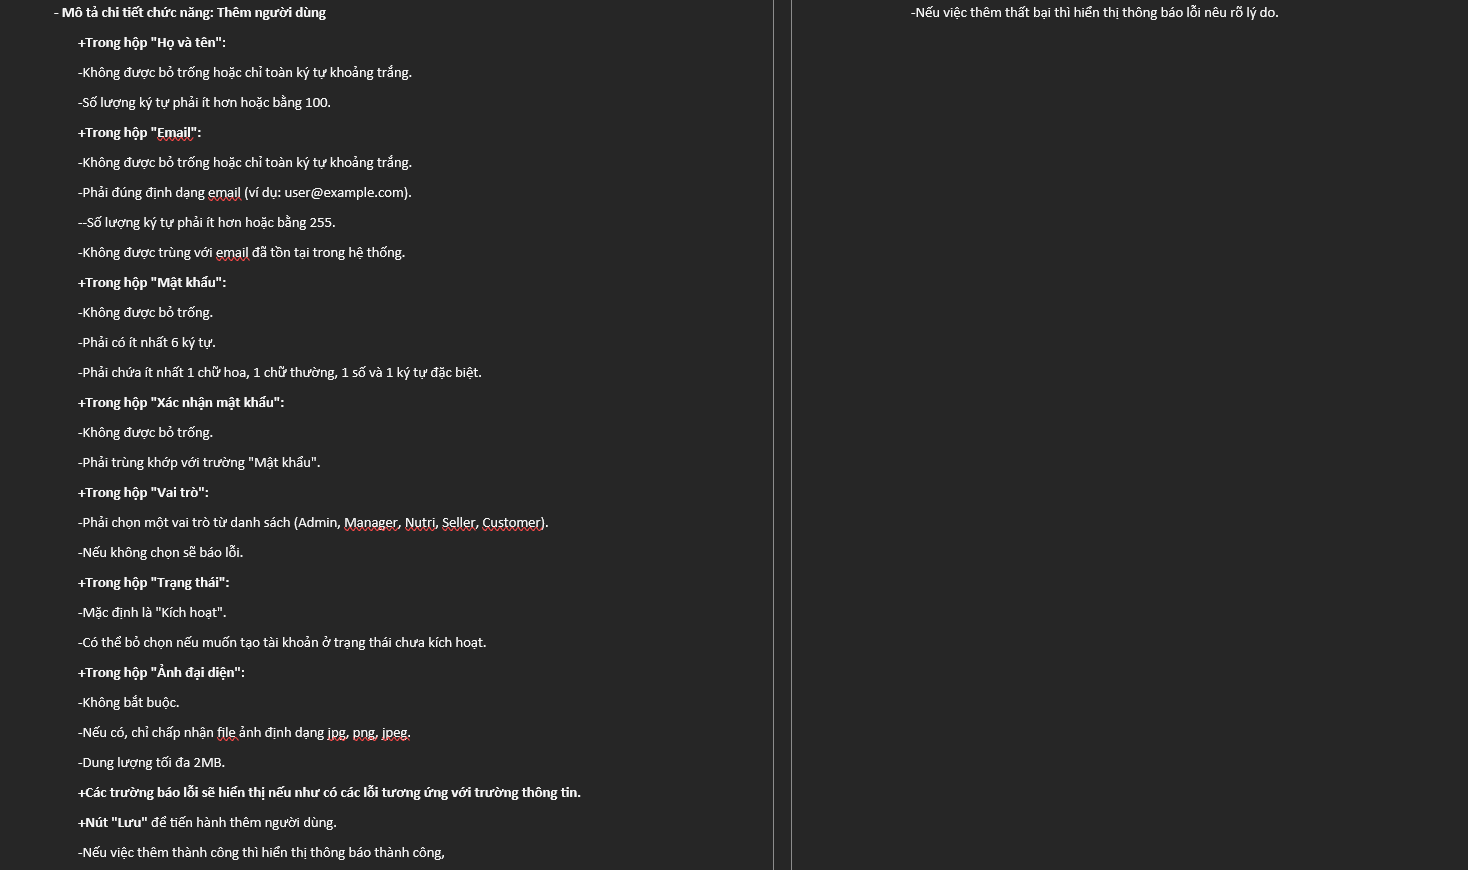 - Mô tả chi tiết chức năng: Thêm người dùng
+Trong hộp "Họ và tên":
-Không được bỏ trống hoặc chỉ toàn ký tự khoảng trắng.
-Số lượng ký tự phải ít hơn hoặc bằng 100.
+Trong hộp "Email":
-Không được bỏ trống hoặc chỉ toàn ký tự khoảng trắng.
-Phải đúng định dạng email (ví dụ: user@example.com).
--Số lượng ký tự phải ít hơn hoặc bằng 255.
-Không được trùng với email đã tồn tại trong hệ thống.
+Trong hộp "Mật khẩu":
-Không được bỏ trống.
-Phải có ít nhất 6 ký tự.
-Phải chứa ít nhất 1 chữ hoa, 1 chữ thường, 1 số và 1 ký tự đặc biệt.
+Trong hộp "Xác nhận mật khẩu":
-Không được bỏ trống.
-Phải trùng khớp với trường "Mật khẩu".
+Trong hộp "Vai trò":
-Phải chọn một vai trò từ danh sách (Admin, Manager, Nutri, Seller, Customer).
-Nếu không chọn sẽ báo lỗi.
+Trong hộp "Trạng thái":
-Mặc định là "Kích hoạt".
-Có thể bỏ chọn nếu muốn tạo tài khoản ở trạng thái chưa kích hoạt.
+Trong hộp "Ảnh đại diện":
-Không bắt buộc.
-Nếu có, chỉ chấp nhận file ảnh định dạng jpg, png, jpeg.
-Dung lượng tối đa 2MB.
+Các trường báo lỗi sẽ hiển thị nếu như có các lỗi tương ứng với trường thông tin.
+Nút "Lưu" để tiến hành thêm người dùng.
-Nếu việc thêm thành công thì hiển thị thông báo thành công,
-Nếu việc thêm thất bại thì hiển thị thông báo lỗi nêu rõ lý do.